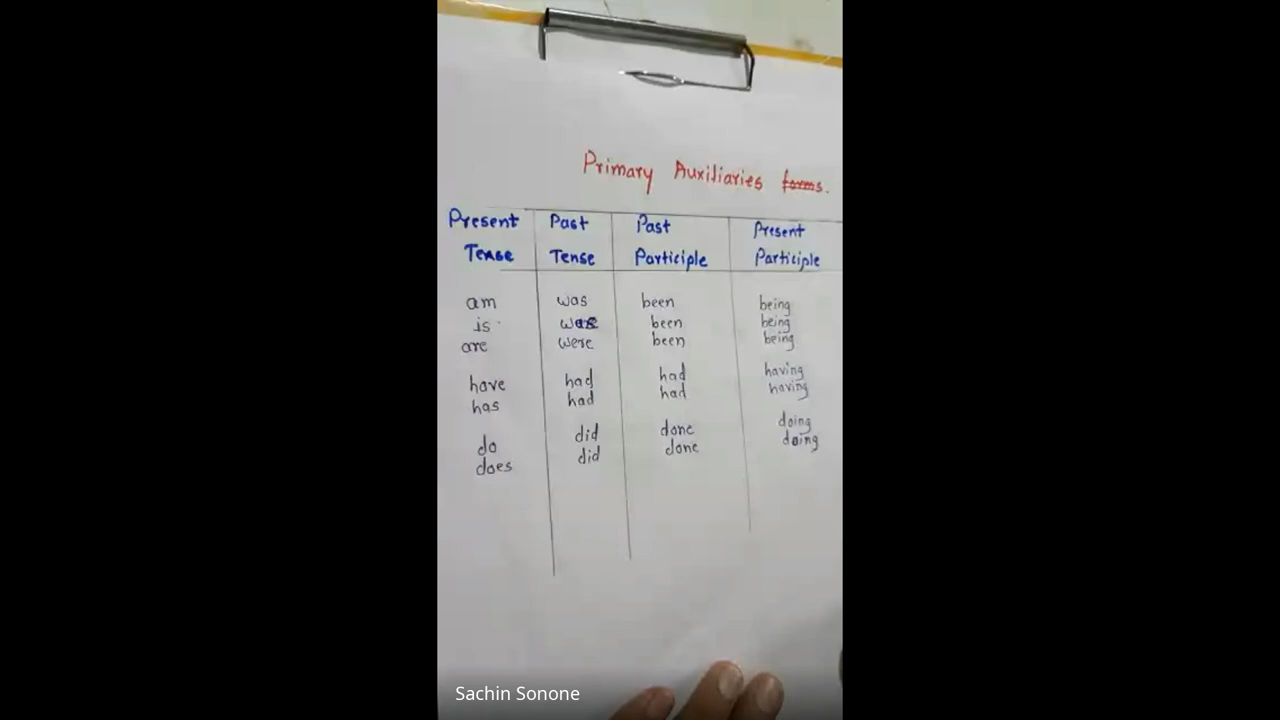 Primary Auxiliaries forms.
Present Past Past Present
Tense Tense Participle Participle
am was been being
is was been being
are were been being
have had had having
has had had having
do did done doing
does did done doing
Sachin Sonone